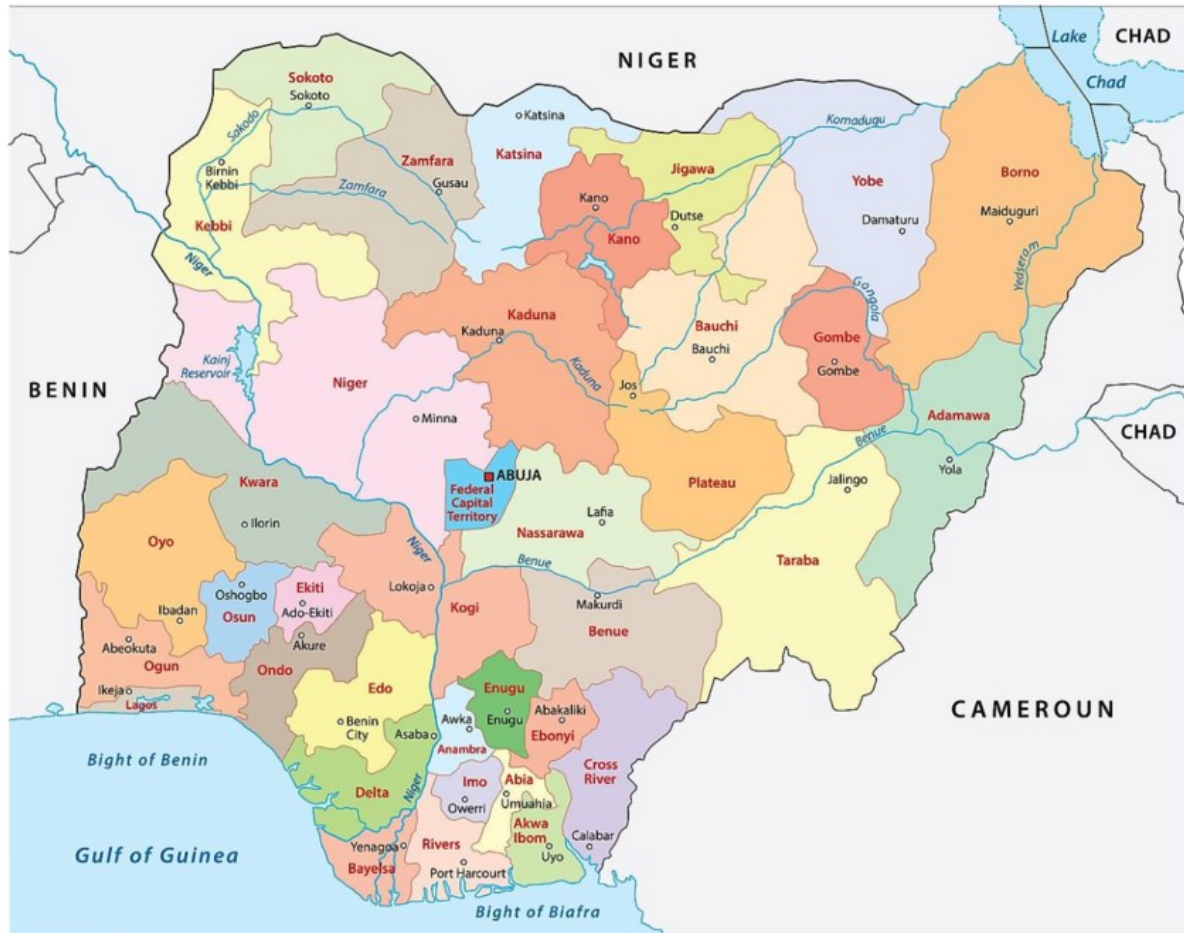 NIGER
Lake
CHAD
Chad
Sokoto
Sokoto
Katsina
Komadugu
Sakodo
Zamfara
Katsina
Birnin
Kebbi
Zamfara
Gusau
Jigawa
Kano
Yobe
Borno
Kebbi
Dutse
Kano
Damaturu
Maiduguri
Niger
Yedseram
Gongola
Kaduna
Bauchi
Kaduna
Bauchi
Gombe
Gombe
Kainj
Reservoir
Niger
Kaduna
Jos
BENIN
Minna
Adamawa
Benue
CHAD
ABUJA
Federal
Capital
Territory
Kwara
Plateau
Jalingo
Yola
Ilorin
Lafia
Nassarawa
Oyo
Niger
Benue
Taraba
Oshogbo
Ekiti
Lokoja
Ado-Ekiti
Kogi
Makurdi
Ibadan
Osun
Benue
Abeokuta
Akure
Ogun
Ondo
Ikeja
Lagos
Edo
Enugu
Enugu
Abakaliki
Ebonyi
Benin
City
Asaba
Awka
Anambra
CAMEROUN
Bight of Benin
Cross
River
Delta
Niger
Imo
Owerri
Abia
Umuahia
Akwa
Ibom
Uyo
Calabar
Gulf of Guinea
Yenagoa
Bayelsa
Rivers
Port Harcourt
Bight of Biafra